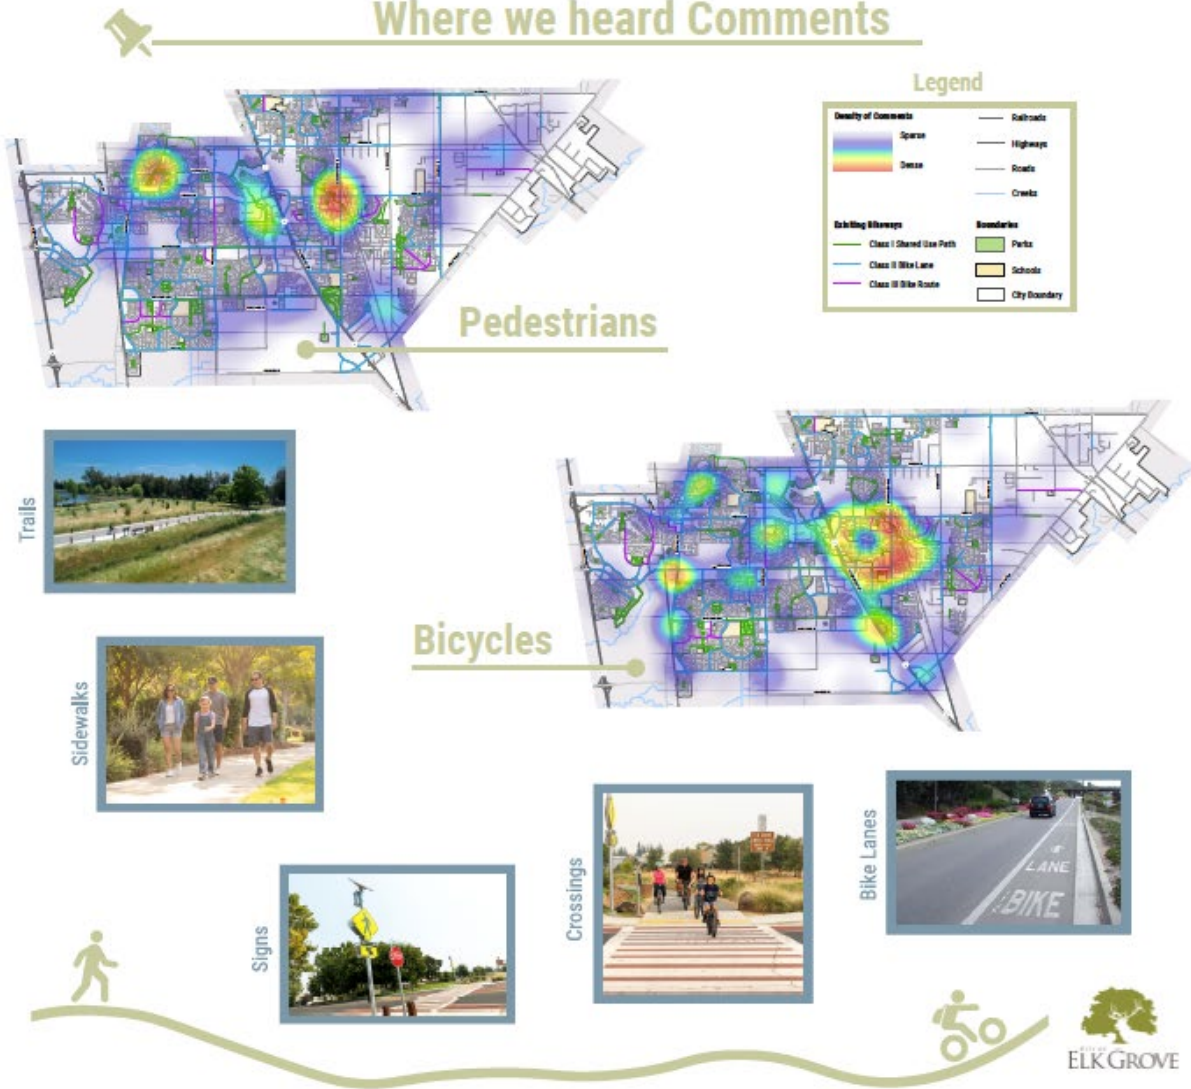 Where we heard Comments
Legend
Density of Comments
Sparse
Dense
Railroads
Highways
Roads
Creeks
Existing Bikeways
Class I Shared Use Path
Class II Bike Lane
Class III Bike Route
Boundaries
Parks
Schools
City Boundary
Pedestrians
Trails
Bicycles
Sidewalks
Signs
Crossings
Bike Lanes
LANE
BIKE
CITY OF
ELK GROVE